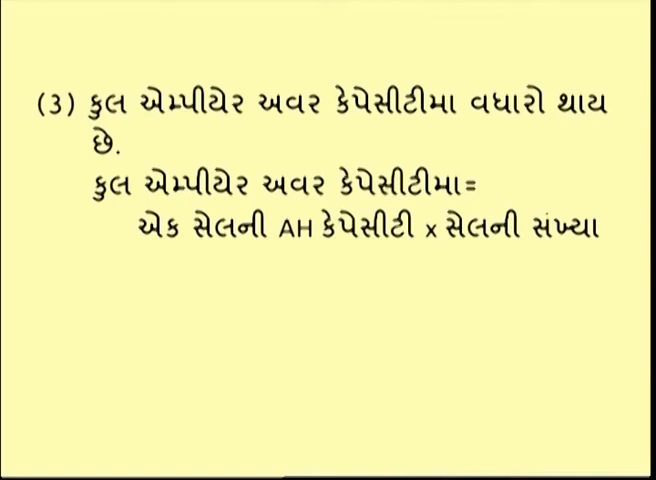 (3) કુલ એમ્પીયેર અવર કેપેસીટીમા વધારો થાય
છે.
કુલ એમ્પીયેર અવર કેપેસીટીમા=
એક સેલની AH કેપેસીટી x સેલની સંખ્યા